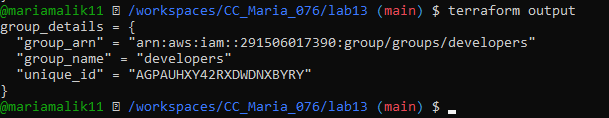 @mariamalik11 ⍰ /workspaces/CC_Maria_076/lab13 (main) $ terraform output
group_details = {
  "group_arn" = "arn:aws:iam::291506017390:group/groups/developers"
  "group_name" = "developers"
  "unique_id" = "AGPAUHXY42RXDWDNXBYRY"
}
@mariamalik11 ⍰ /workspaces/CC_Maria_076/lab13 (main) $